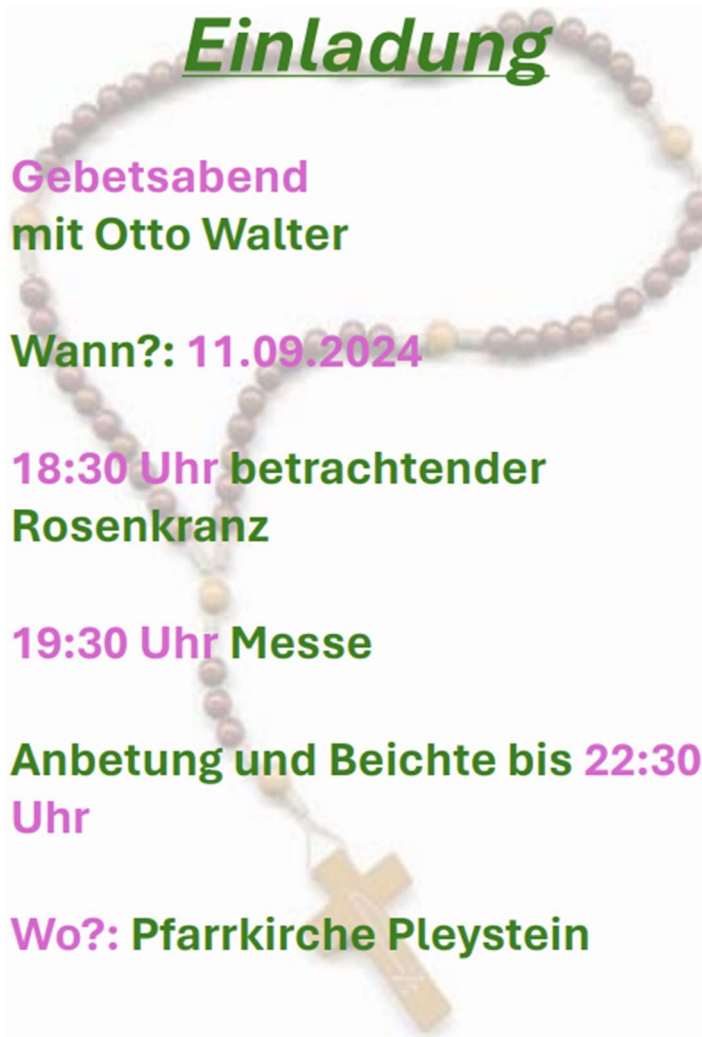 Einladung
Gebetsabend
mit Otto Walter
Wann?: 11.09.2024
18:30 Uhr betrachtender
Rosenkranz
19:30 Uhr Messe
Anbetung und Beichte bis 22:30
Uhr
Wo?: Pfarrkirche Pleystein